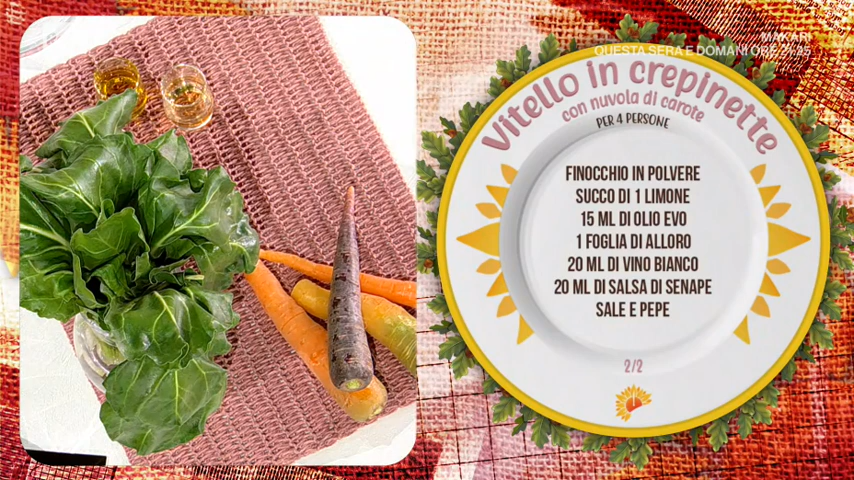 MAKARI
QUESTA SERA E DOMANI ORE 21.25
Vitello in crepinette
con nuvola di carote
PER 4 PERSONE
FINOCCHIO IN POLVERE
SUCCO DI 1 LIMONE
15 ML DI OLIO EVO
1 FOGLIA DI ALLORO
20 ML DI VINO BIANCO
20 ML DI SALSA DI SENAPE
SALE E PEPE
2/2